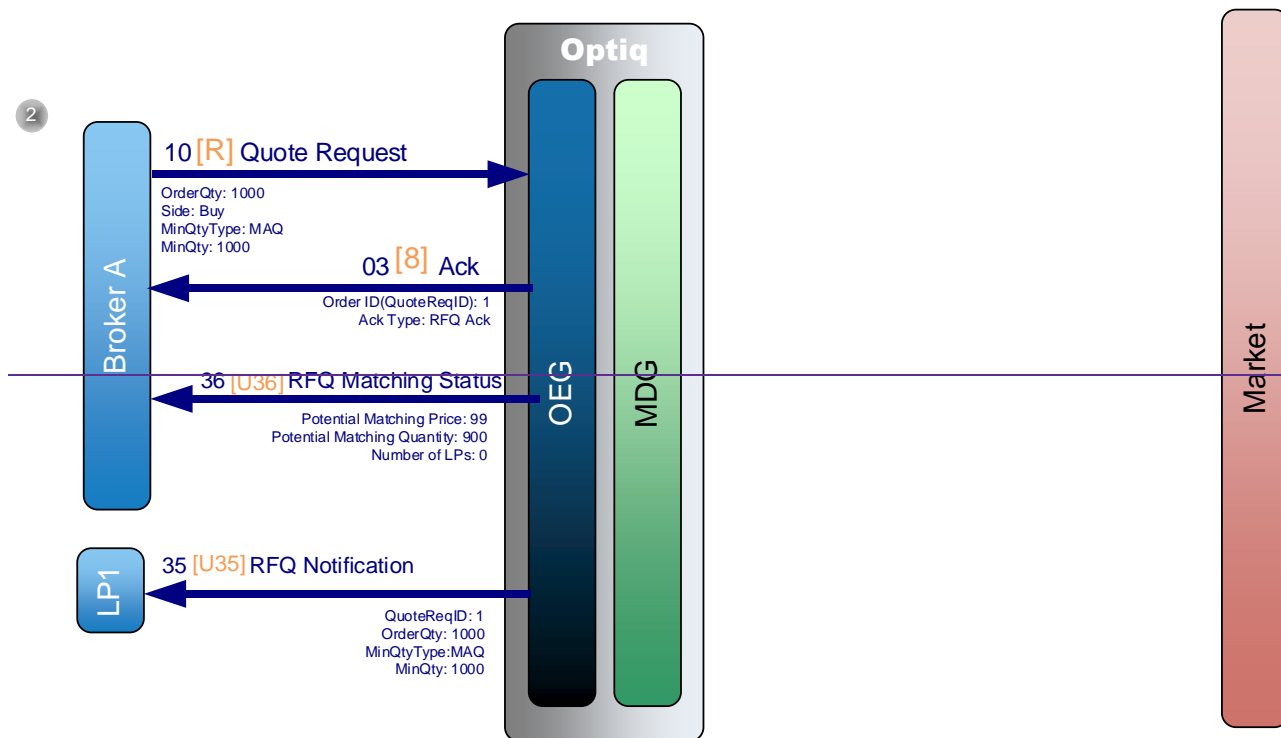 Optiq
2
10 [R] Quote Request
OrderQty: 1000
Side: Buy
MinQtyType: MAQ
MinQty: 1000
03 [8] Ack
Order ID(QuoteReqID): 1
Ack Type: RFQ Ack
Broker A
36 [U36] RFQ Matching Status
Potential Matching Price: 99
Potential Matching Quantity: 900
Number of LPs: 0
OEG
MDG
Market
LP1
35 [U35] RFQ Notification
QuoteReqID: 1
OrderQty: 1000
MinQtyType:MAQ
MinQty: 1000